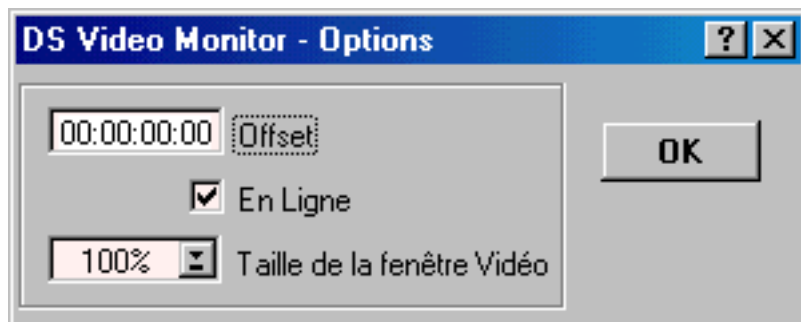 DS Video Monitor - Options
00:00:00:00 Offset
OK
En Ligne
100% Taille de la fenêtre Vidéo